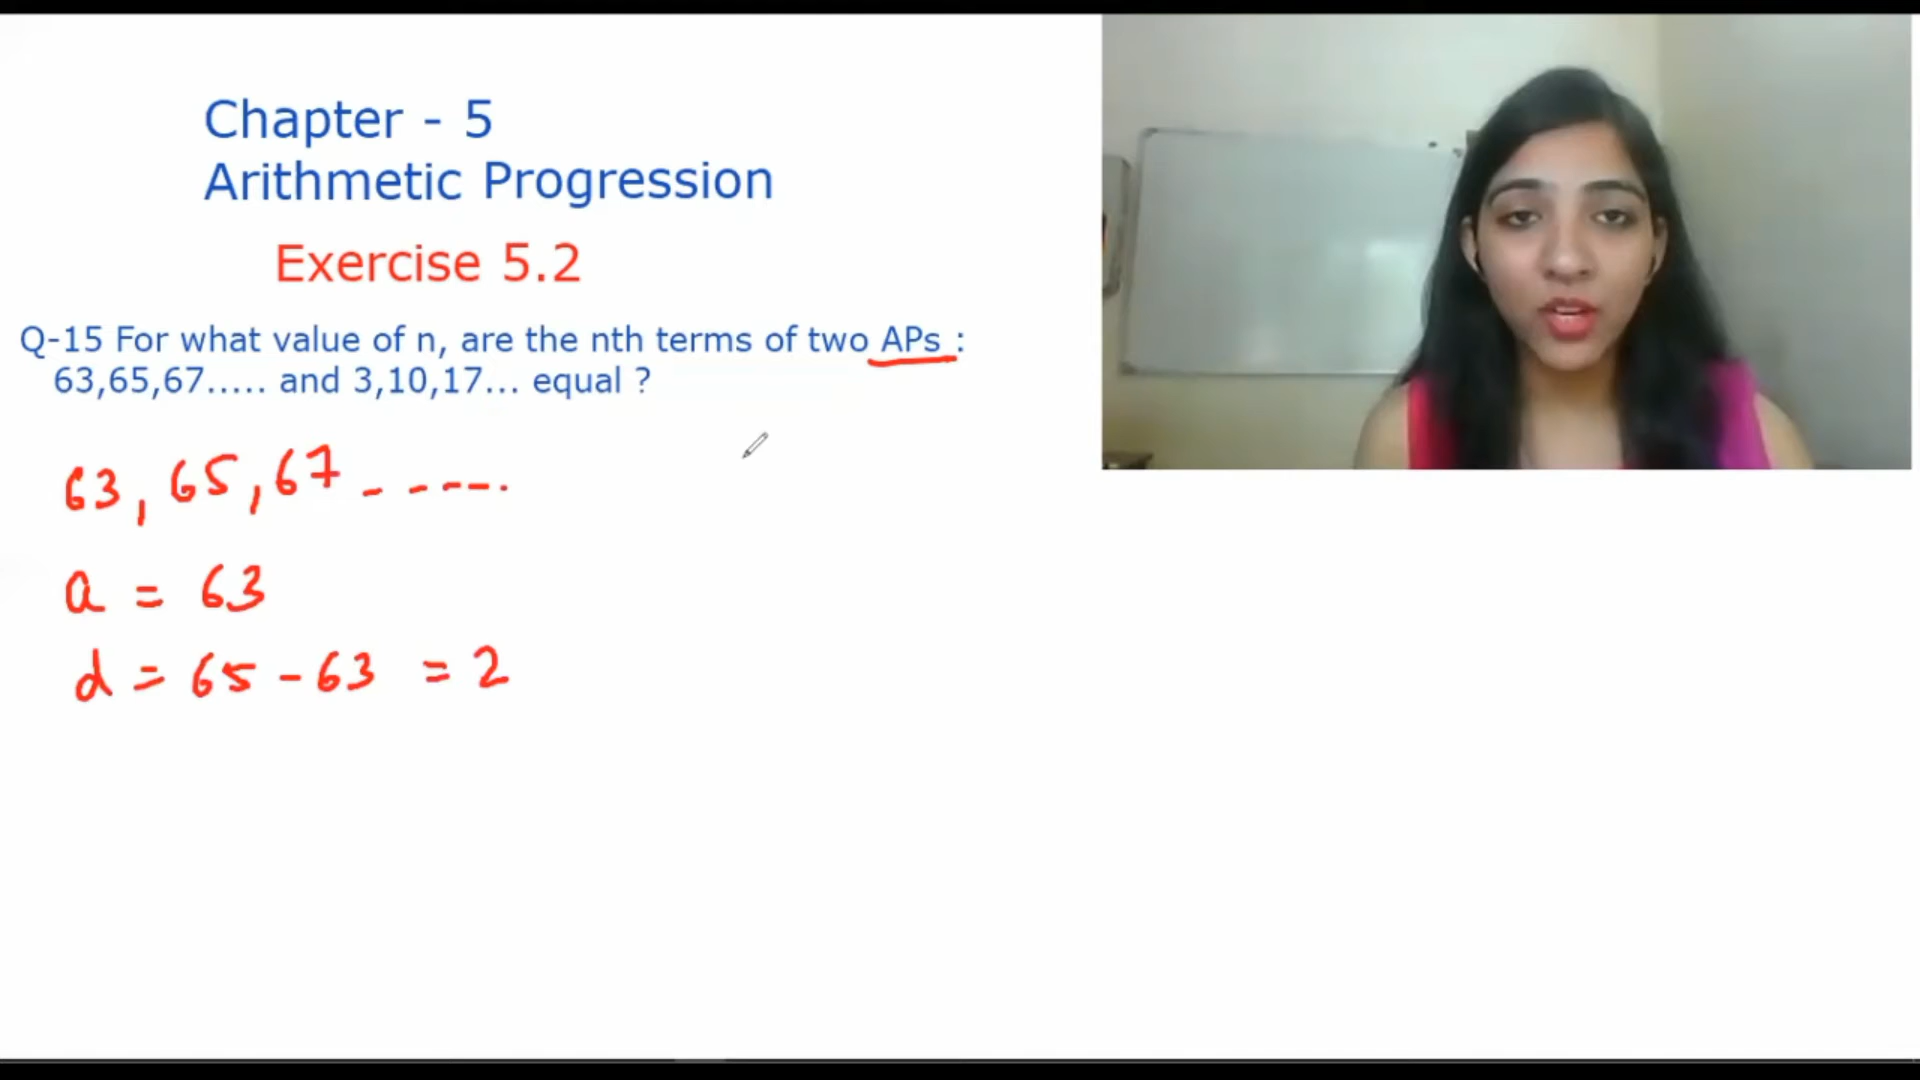 Chapter - 5
Arithmetic Progression
Exercise 5.2
Q-15 For what value of n, are the nth terms of two APs :
63,65,67..... and 3,10,17... equal ?
63, 65, 67 - - - - - .
a = 63
d = 65 - 63 = 2